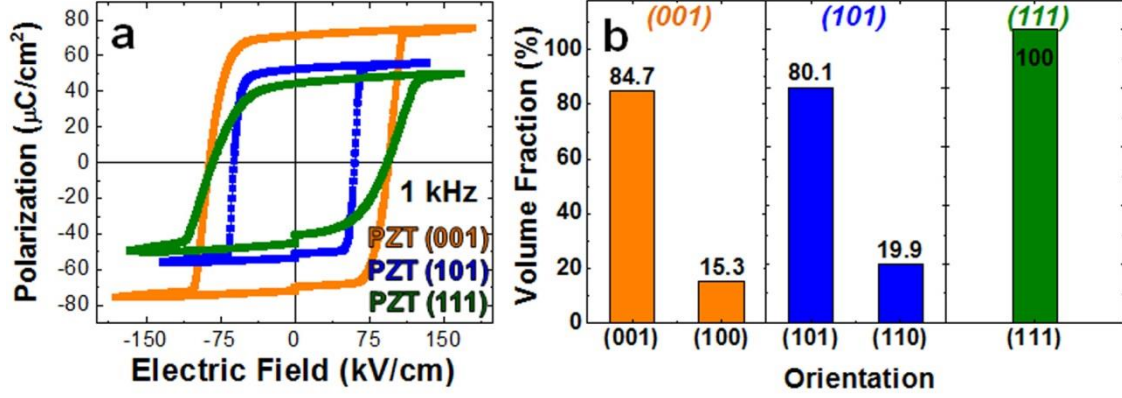 a
Polarization (μC/cm²)
80
60
40
20
0
-20
-40
-60
-80
1 kHz
PZT (001)
PZT (101)
PZT (111)
-150 -75 0 75 150
Electric Field (kV/cm)
b
(001) (101) (111)
Volume Fraction (%)
100
80
60
40
20
0
84.7
15.3
80.1
19.9
100
(001) (100) (101) (110) (111)
Orientation